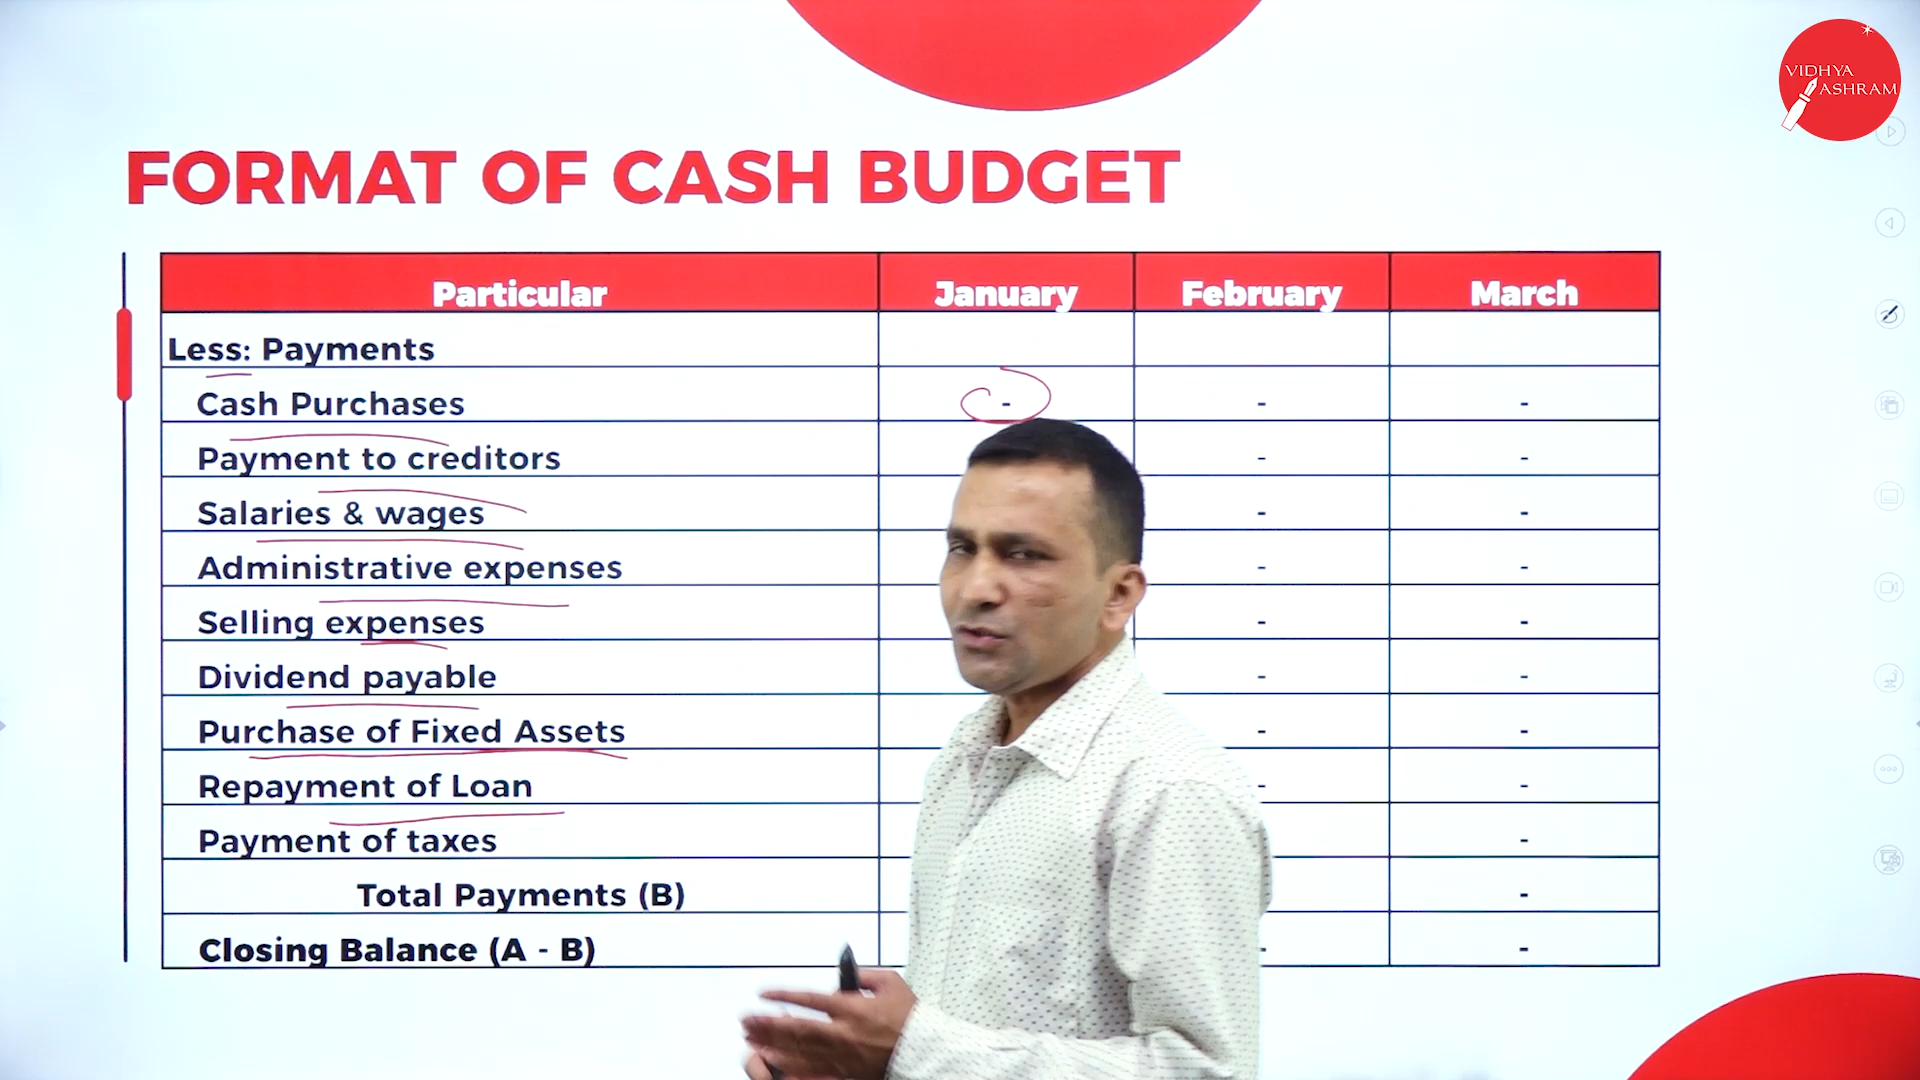 VIDHYA
ASHRAM
FORMAT OF CASH BUDGET
Particular January February March
Less: Payments
Cash Purchases - - -
Payment to creditors - -
Salaries & wages - -
Administrative expenses - -
Selling expenses - -
Dividend payable - -
Purchase of Fixed Assets - -
Repayment of Loan - -
Payment of taxes -
Total Payments (B) -
Closing Balance (A - B) - -